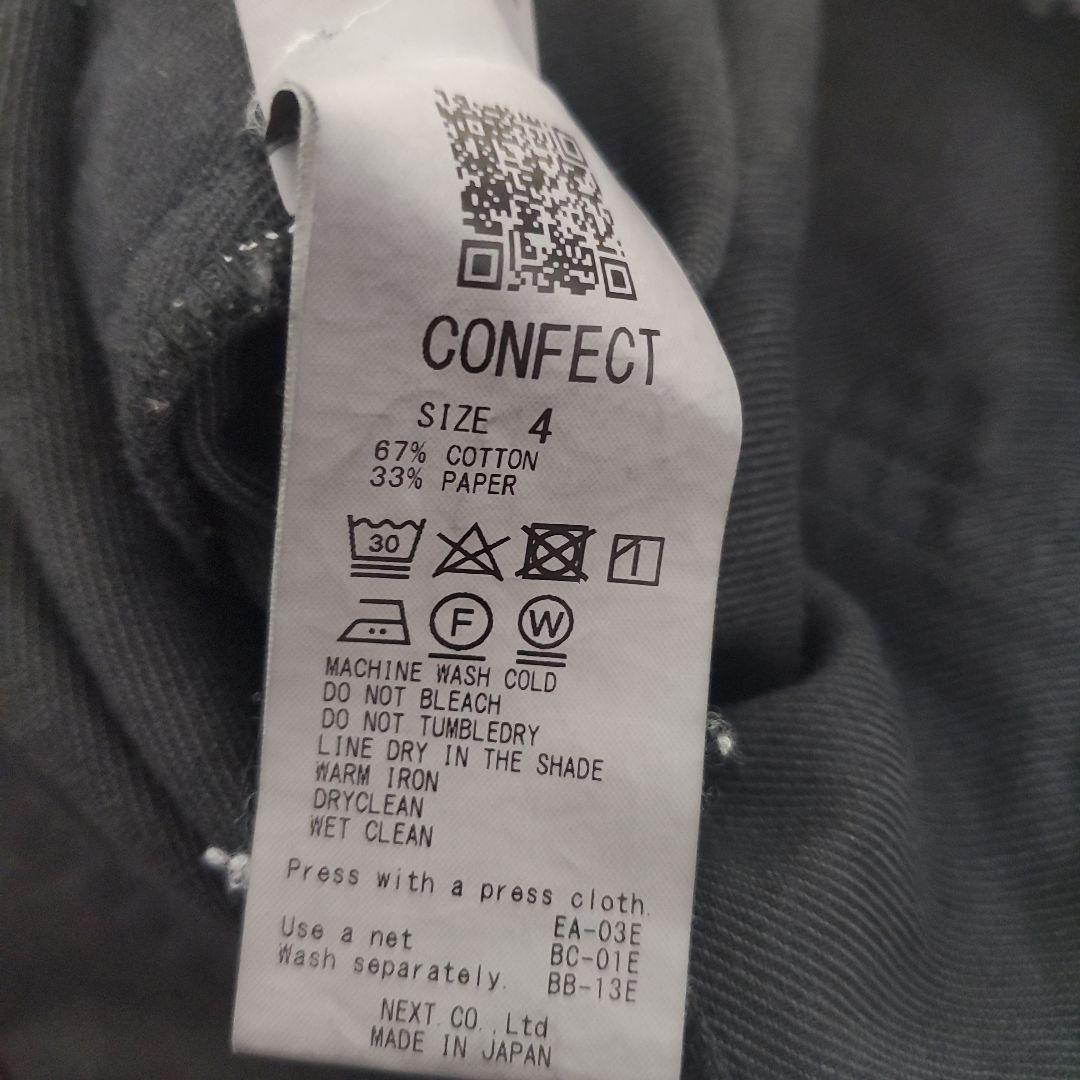 CONFECT
SIZE 4
67% COTTON
33% PAPER
30
F W
MACHINE WASH COLD
DO NOT BLEACH
DO NOT TUMBLEDRY
LINE DRY IN THE SHADE
WARM IRON
DRYCLEAN
WET CLEAN
Press with a press cloth.
EA-03E
Use a net
BC-01E
Wash separately.
BB-13E
NEXT.CO.,Ltd
MADE IN JAPAN